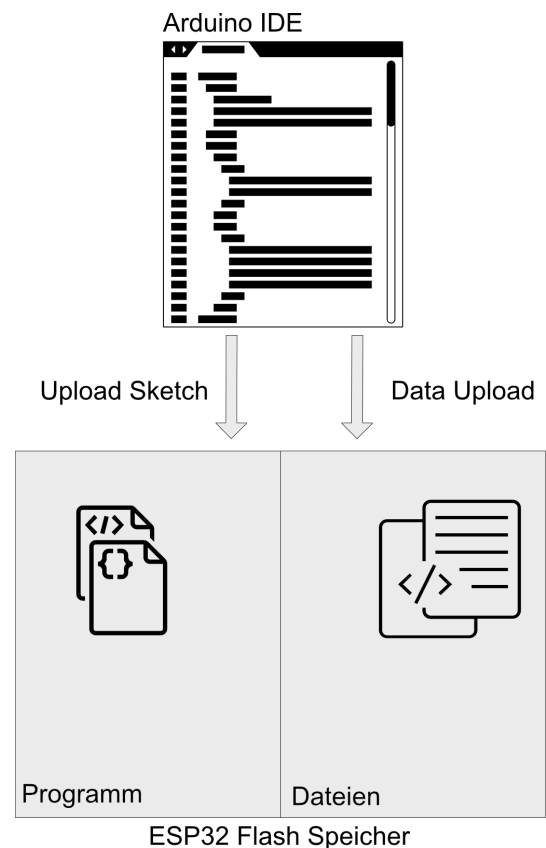 Arduino IDE
Upload Sketch
Data Upload
</>
{}
</>
Programm
Dateien
ESP32 Flash Speicher